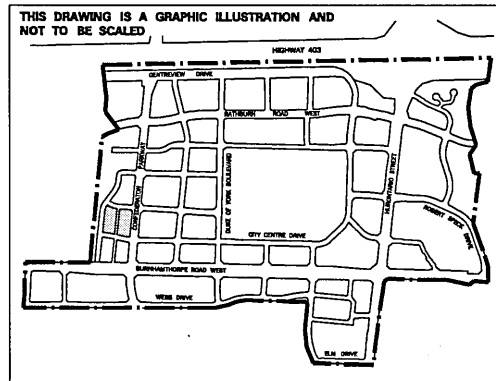 THIS DRAWING IS A GRAPHIC ILLUSTRATION AND
NOT TO BE SCALED
HIGHWAY 403
CENTREVIEW DRIVE
RATHBURN ROAD WEST
PARKWAY
CONFEDERATION
DUKE OF YORK BOULEVARD
HURONTARIO STREET
ROBERT SPECK DRIVE
CITY CENTRE DRIVE
BURNHAMTHORPE ROAD WEST
WEBB DRIVE
ELM DRIVE